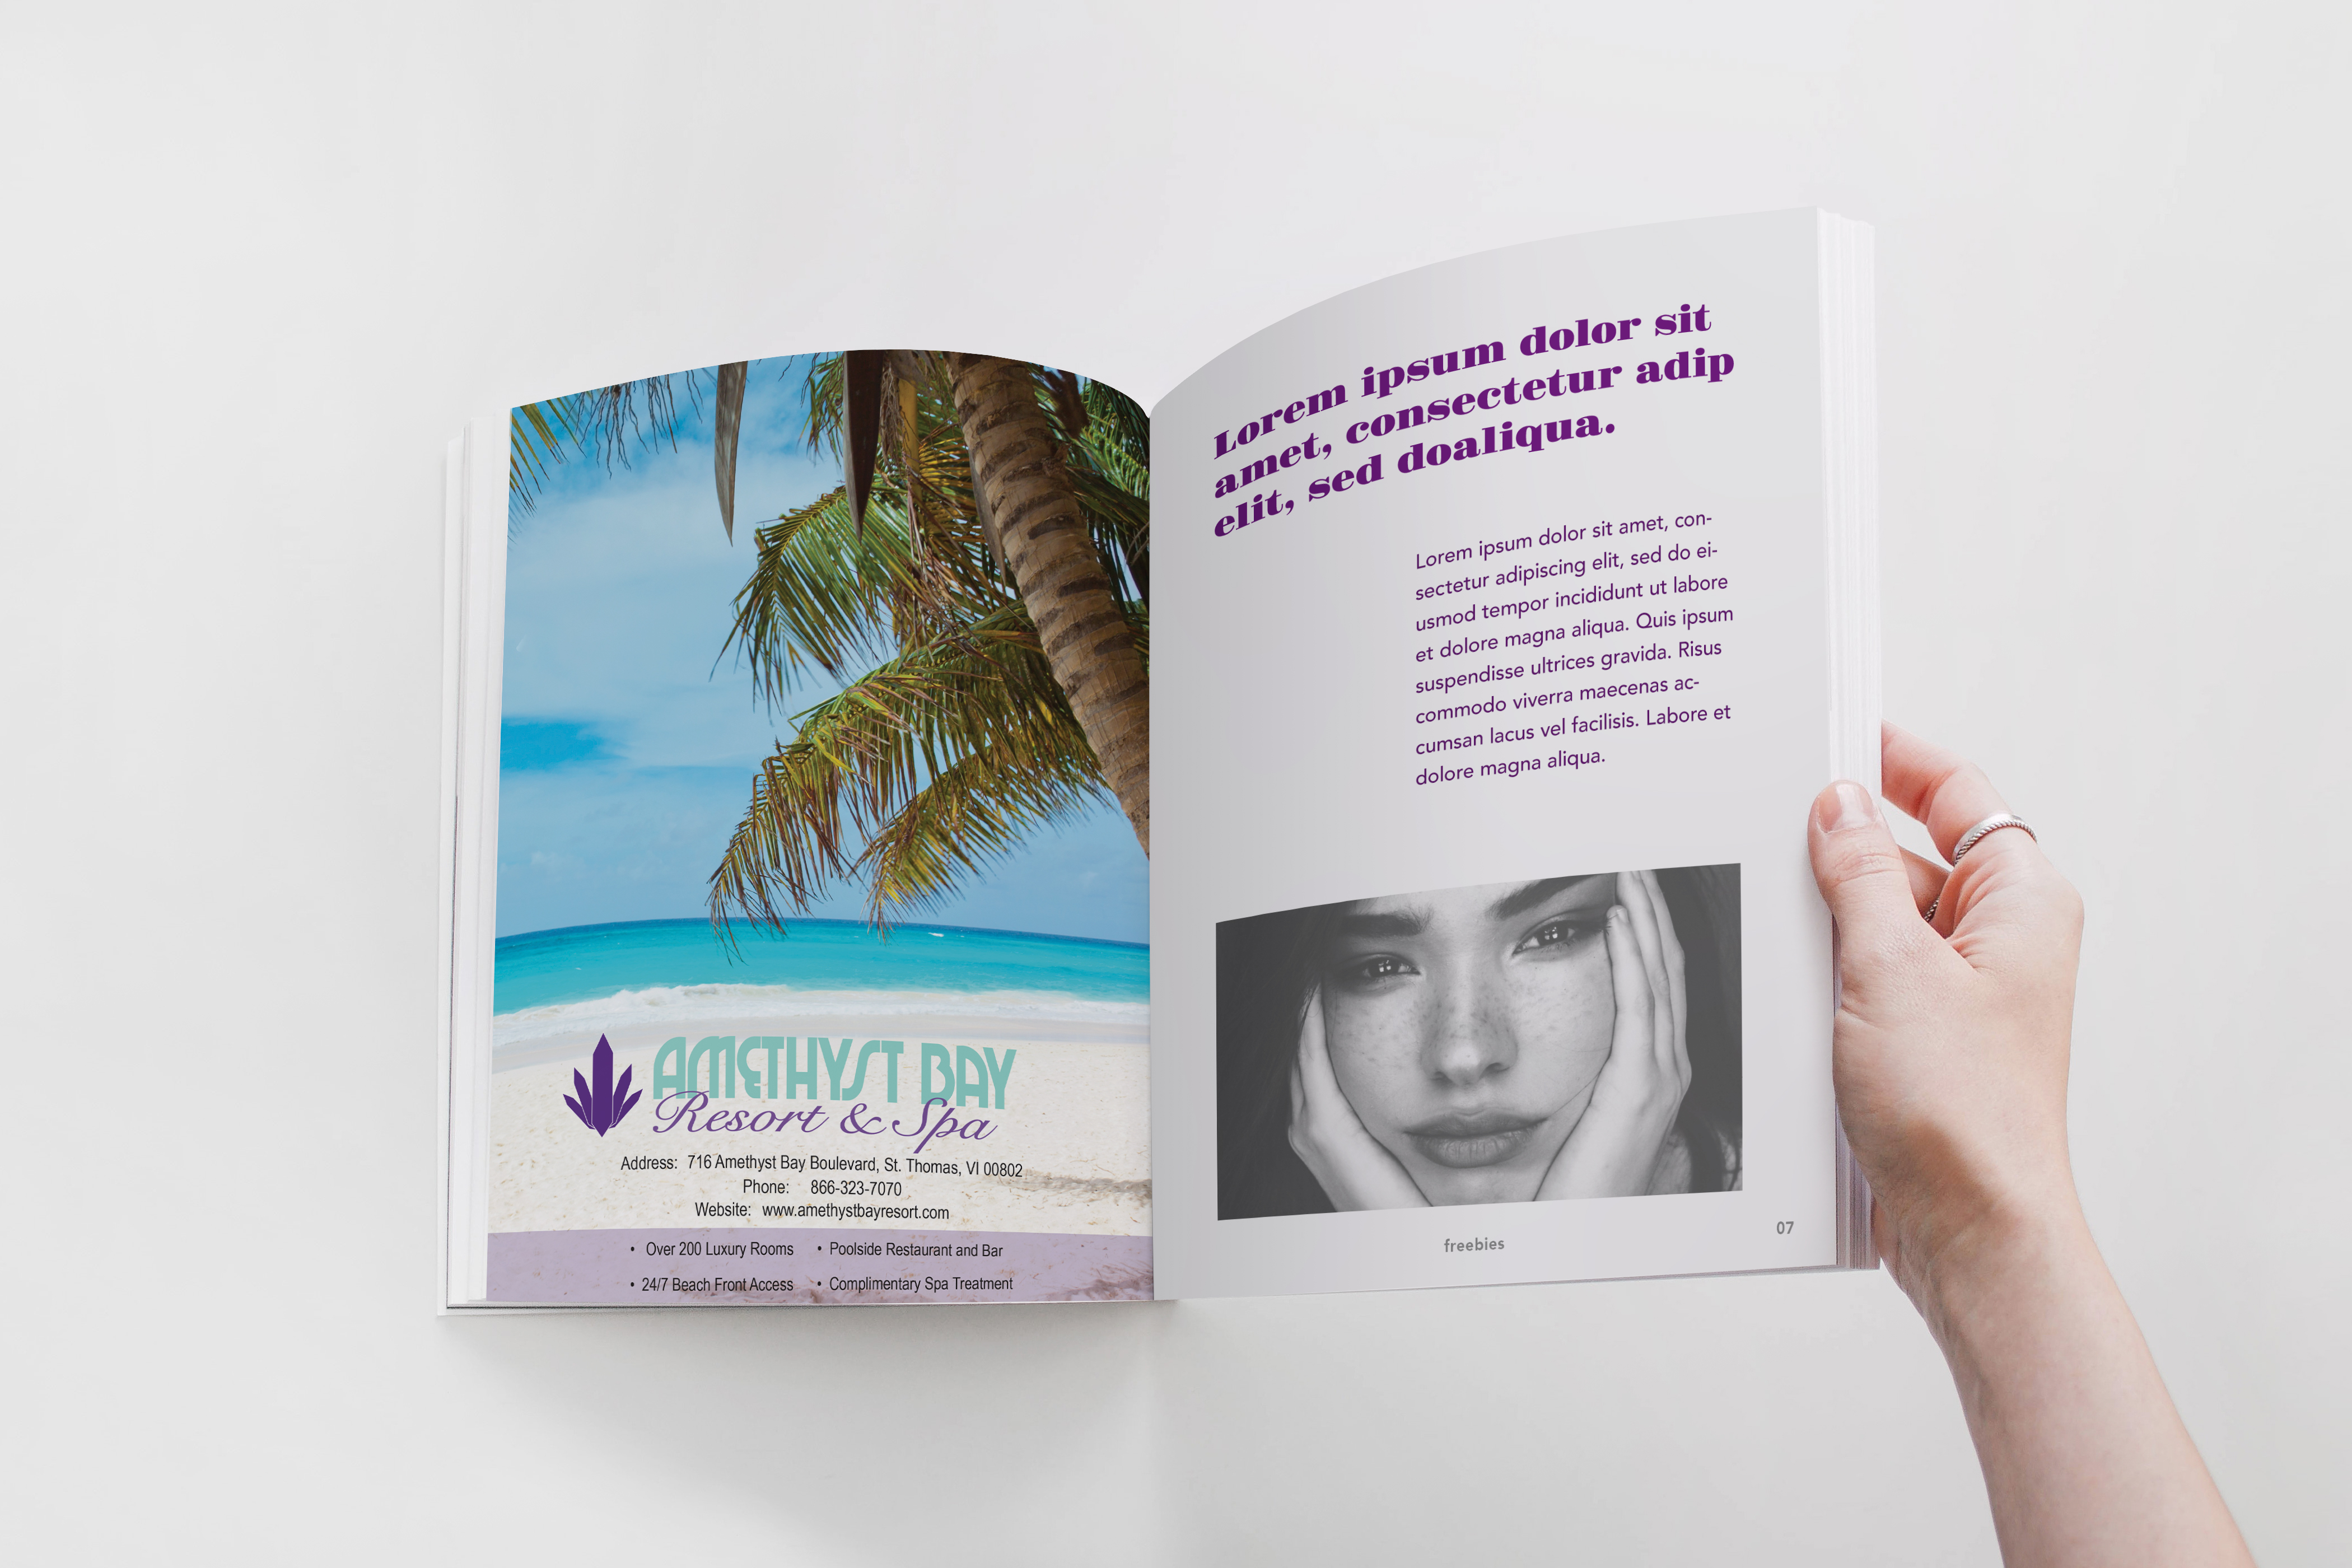 AMETHYST BAY
Resort & Spa
Address: 716 Amethyst Bay Boulevard, St. Thomas, VI 00802
Phone: 866-323-7070
Website: www.amethystbayresort.com
• Over 200 Luxury Rooms • Poolside Restaurant and Bar
• 24/7 Beach Front Access • Complimentary Spa Treatment
Lorem ipsum dolor sit
amet, consectetur adip
elit, sed doaliqua.
Lorem ipsum dolor sit amet, con-
sectetur adipiscing elit, sed do ei-
usmod tempor incididunt ut labore
et dolore magna aliqua. Quis ipsum
suspendisse ultrices gravida. Risus
commodo viverra maecenas ac-
cumsan lacus vel facilisis. Labore et
dolore magna aliqua.
freebies
07